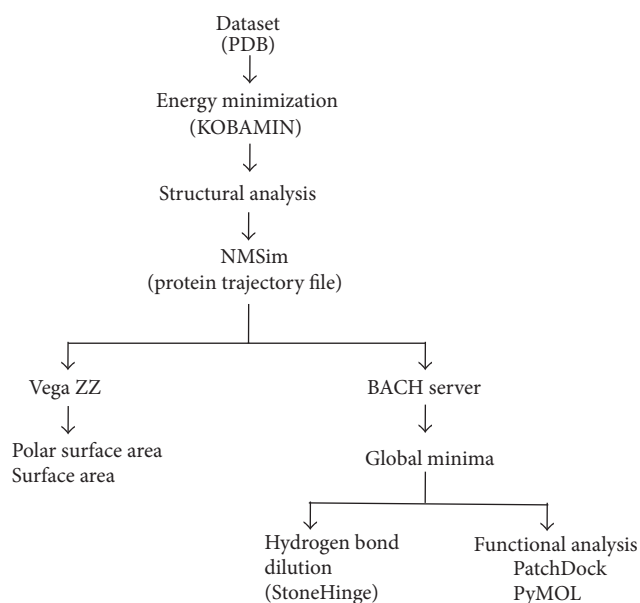 Dataset
(PDB)
Energy minimization
(KOBAMIN)
Structural analysis
NMSim
(protein trajectory file)
Vega ZZ
BACH server
Polar surface area
Surface area
Global minima
Hydrogen bond
dilution
(StoneHinge)
Functional analysis
PatchDock
PyMOL